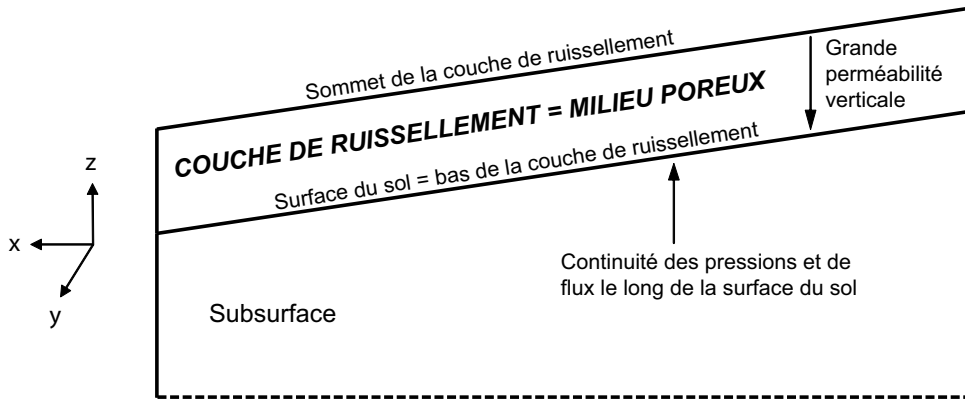 Sommet de la couche de ruissellement
Grande
perméabilité
verticale
COUCHE DE RUISSELLEMENT = MILIEU POREUX
Surface du sol = bas de la couche de ruissellement
z
x
y
Continuité des pressions et de
flux le long de la surface du sol
Subsurface